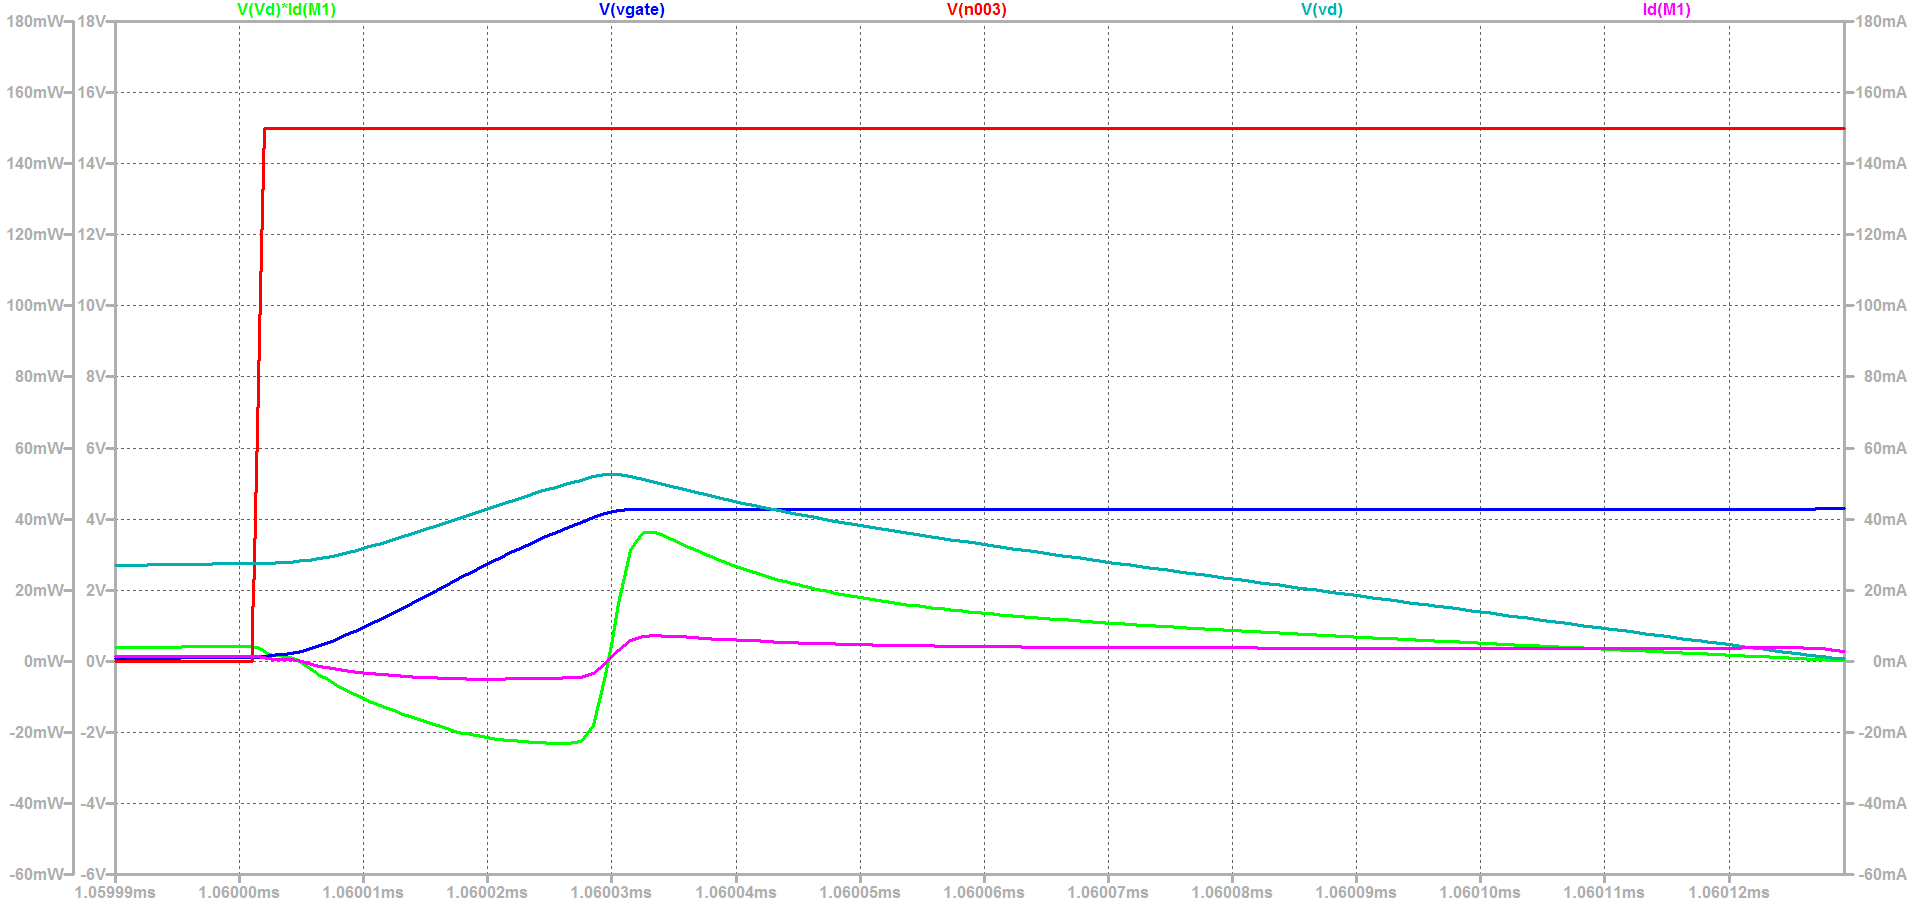 V(Vd)*Id(M1) V(vgate) V(n003) V(vd) Id(M1)
180mW 18V 180mA
160mW 16V 160mA
140mW 14V 140mA
120mW 12V 120mA
100mW 10V 100mA
80mW 8V 80mA
60mW 6V 60mA
40mW 4V 40mA
20mW 2V 20mA
0mW 0V 0mA
-20mW -2V -20mA
-40mW -4V -40mA
-60mW -6V -60mA
1.05999ms 1.06000ms 1.06001ms 1.06002ms 1.06003ms 1.06004ms 1.06005ms 1.06006ms 1.06007ms 1.06008ms 1.06009ms 1.06010ms 1.06011ms 1.06012ms